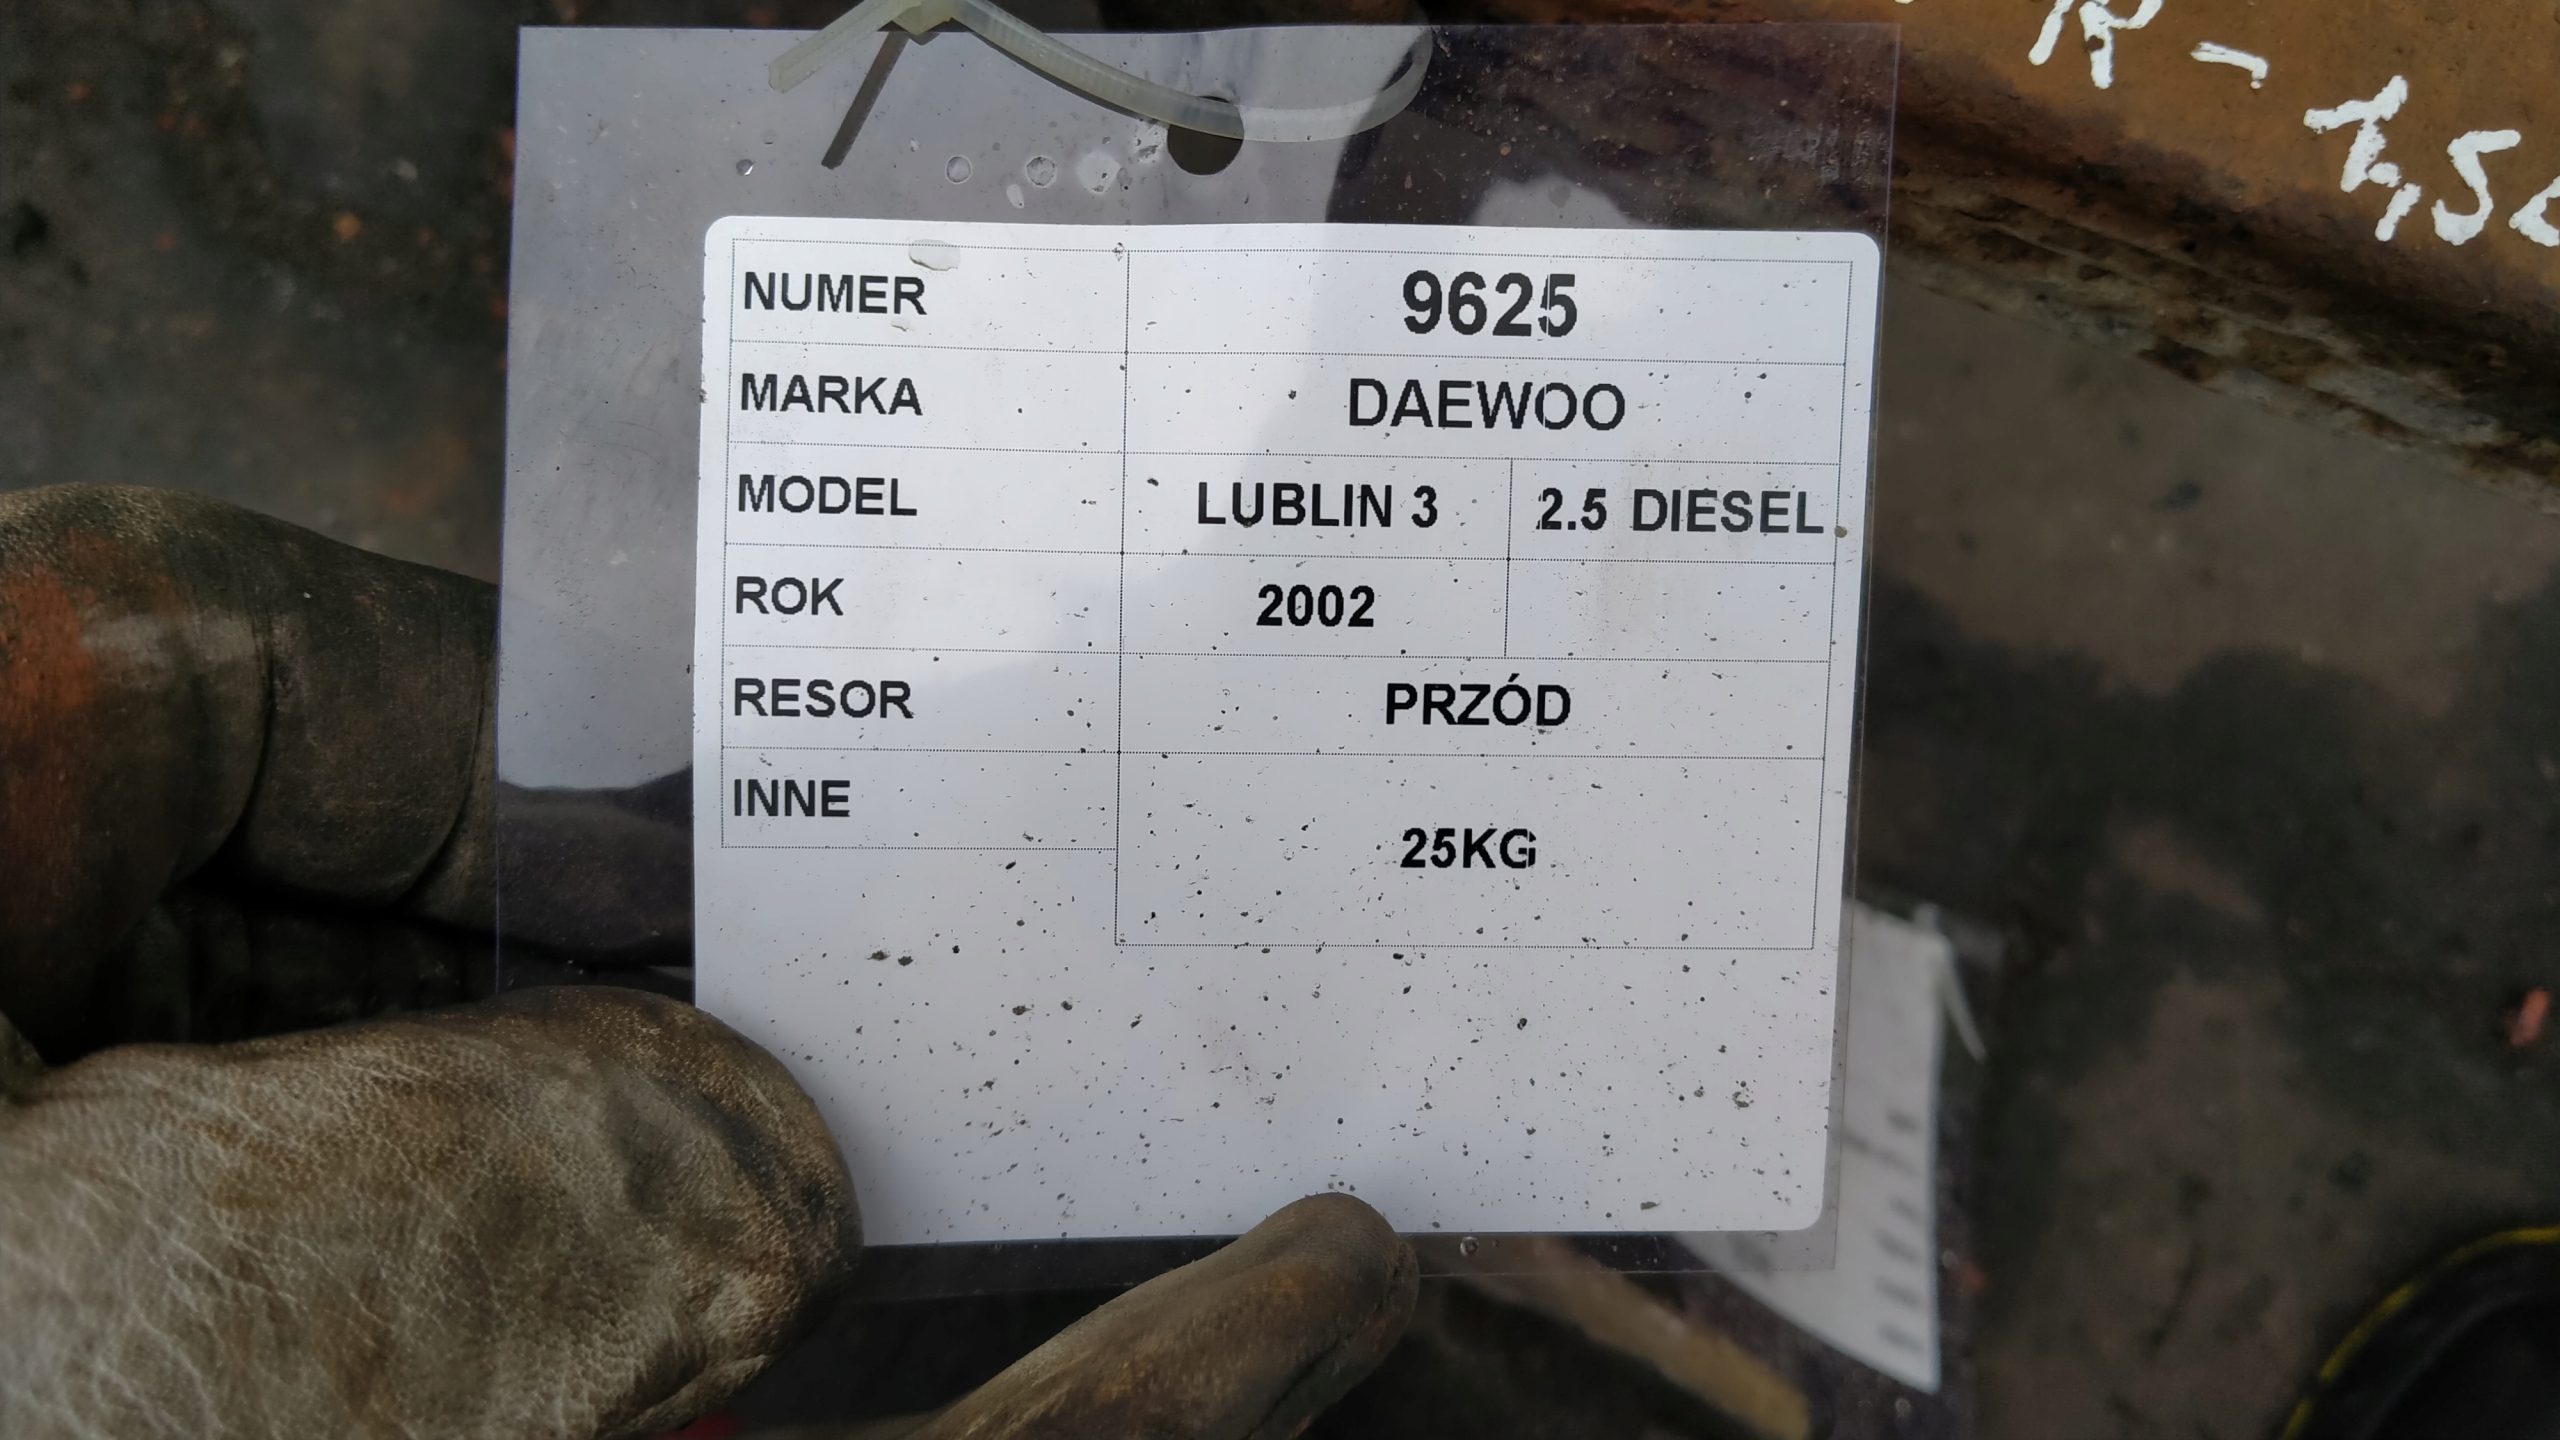 NUMER 9625
MARKA DAEWOO
MODEL LUBLIN 3 2.5 DIESEL
ROK 2002
RESOR PRZÓD
INNE 25KG